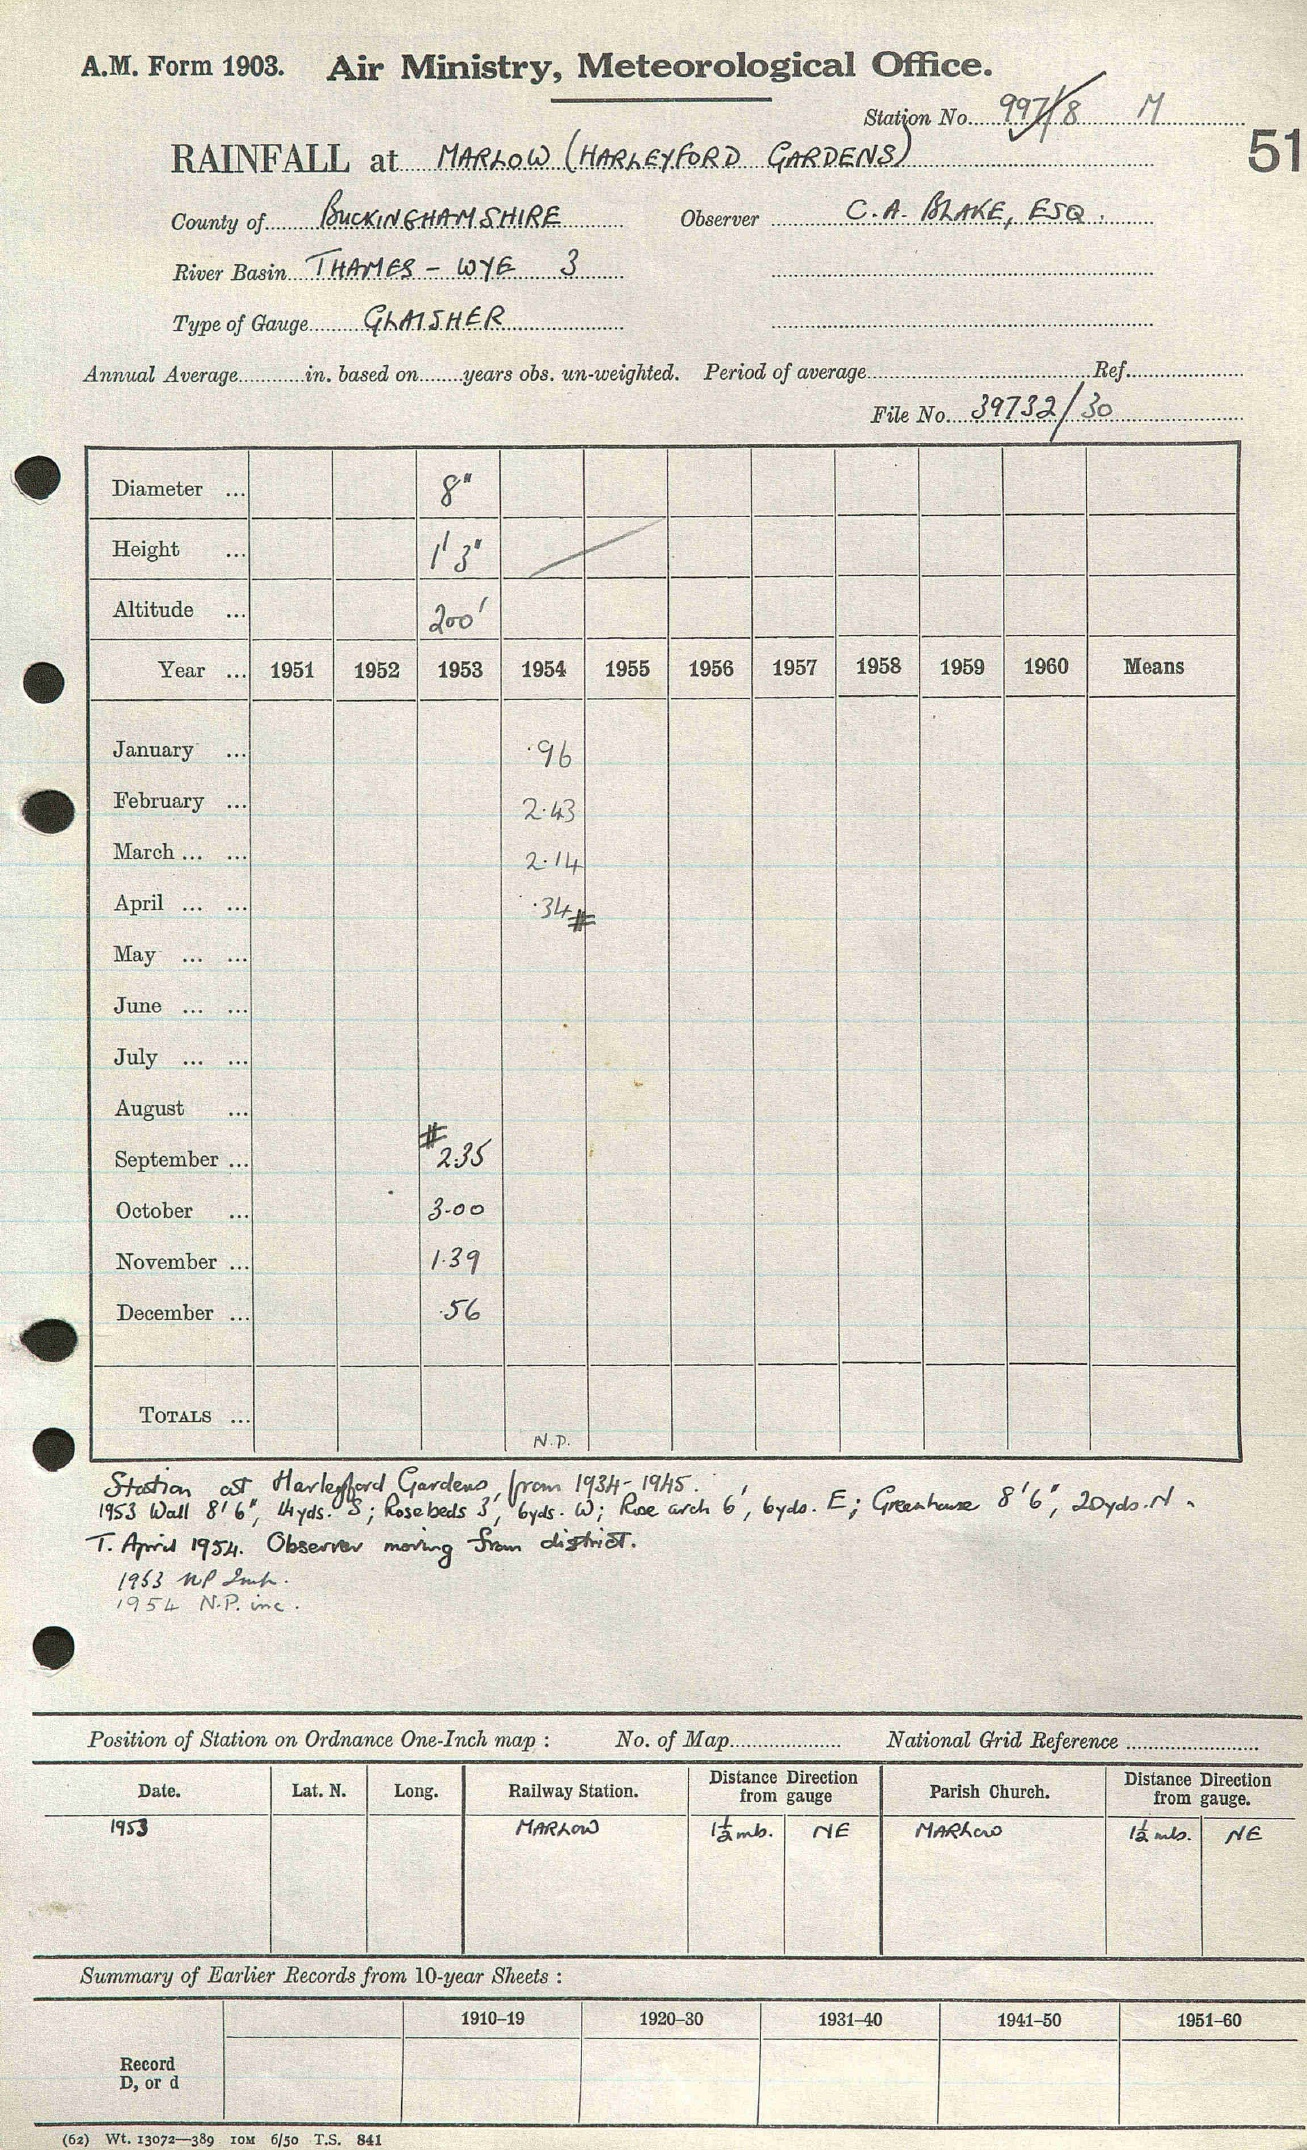 A.M. Form 1903. Air Ministry, Meteorological Office.
Station No. 997/8 M
51
RAINFALL at MARLOW (HARLEYFORD GARDENS)
County of BUCKINGHAMSHIRE Observer C.A. BLAKE, ESQ.
River Basin THAMES – WYE 3
Type of Gauge GLAISHER
Annual Average in. based on years obs. un-weighted. Period of average Ref.
File No. 39732/30
Diameter ... 8"
Height ... 1' 3"
Altitude ... 200'
Year ... 1951 1952 1953 1954 1955 1956 1957 1958 1959 1960 Means
January ... ·96
February ... 2·43
March ... ... 2·14
April ... ... ·34 #
May ... ...
June ... ...
July ... ...
August ...
September ... # 2·35
October ... 3·00
November ... 1·39
December ... ·56
TOTALS ... N.P.
Station at Harleyford Gardens, from 1934-1945.
1953 Wall 8' 6", 14yds. S; Rosebeds 3', 6yds. W; Rose arch 6', 6yds. E; Greenhouse 8' 6", 20yds. N.
T. April 1954. Observer moving from district.
1953 NP
1954 N.P. inc.
Position of Station on Ordnance One-Inch map : No. of Map National Grid Reference
Date. Lat. N. Long. Railway Station. Distance Direction from gauge Parish Church. Distance Direction from gauge.
1953 MARLOW 1½ mls. NE MARLOW 1½ mls. NE
Summary of Earlier Records from 10-year Sheets :
1910–19 1920–30 1931–40 1941–50 1951–60
Record
D, or d
(62) Wt. 13072—389 10M 6/50 T.S. 841